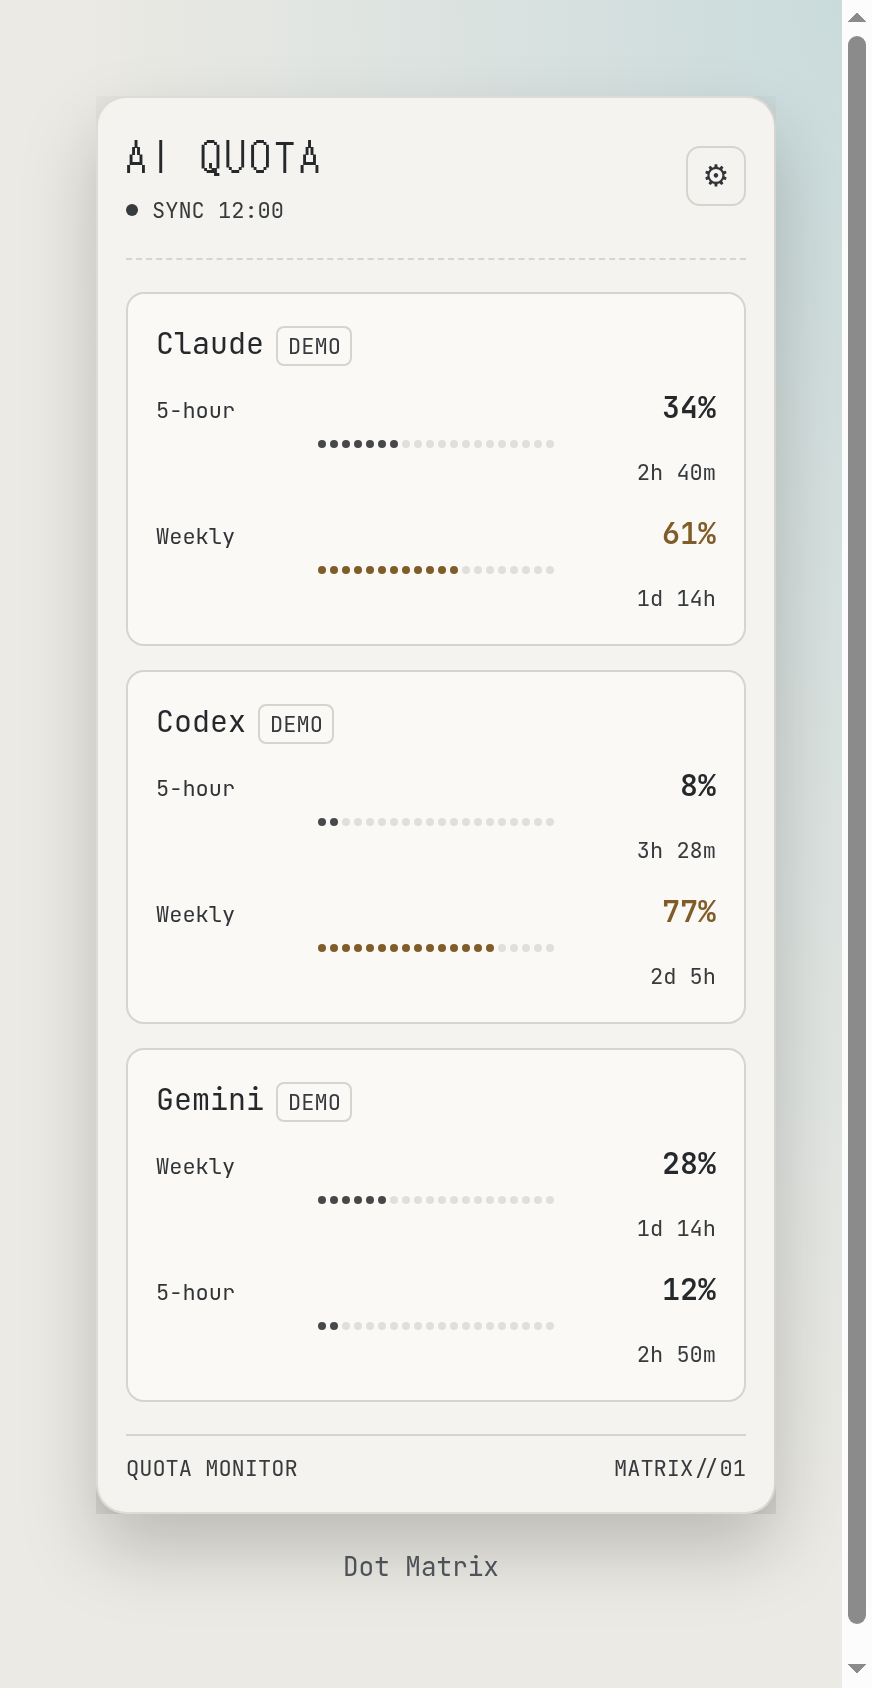 AI QUOTA
SYNC 12:00
Claude DEMO
5-hour 34%
2h 40m
Weekly 61%
1d 14h
Codex DEMO
5-hour 8%
3h 28m
Weekly 77%
2d 5h
Gemini DEMO
Weekly 28%
1d 14h
5-hour 12%
2h 50m
QUOTA MONITOR MATRIX//01
Dot Matrix